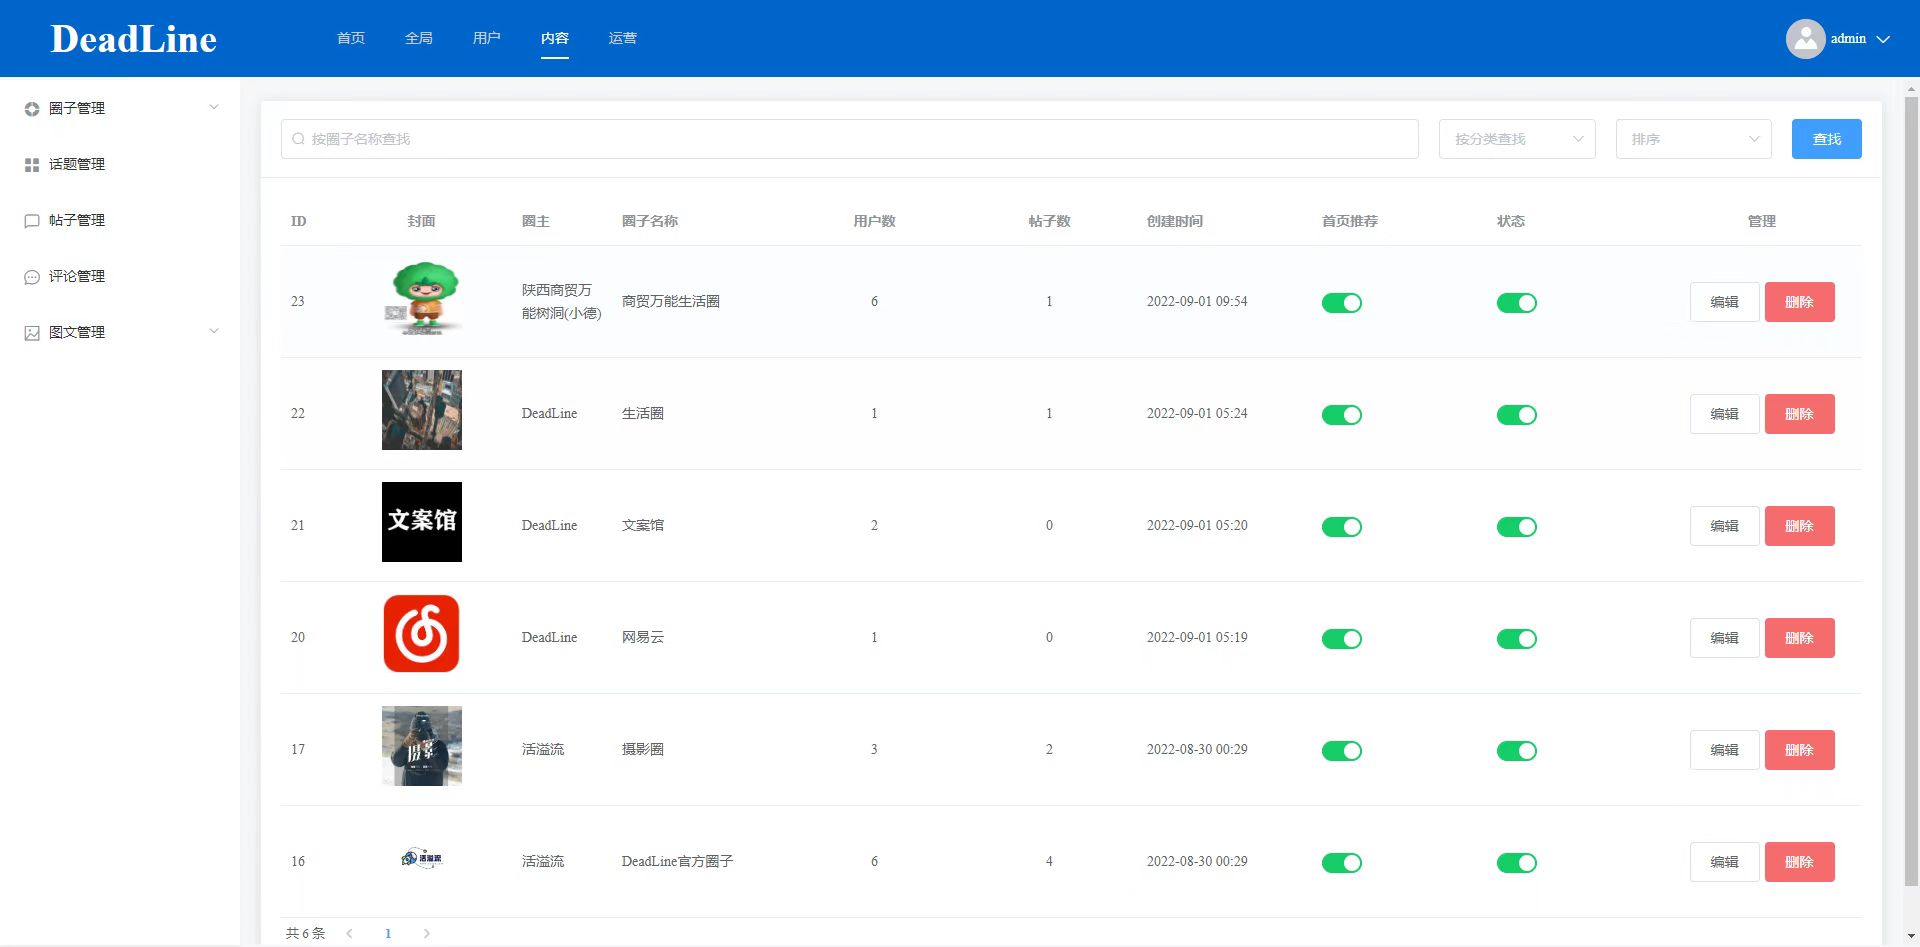 DeadLine
首页 全局 用户 内容 运营
admin
圈子管理
话题管理
帖子管理
评论管理
图文管理
按圈子名称查找 按分类查找 排序 查找
ID 封面 圈主 圈子名称 用户数 帖子数 创建时间 首页推荐 状态 管理
23 陕西商贸万能树洞(小德) 商贸万能生活圈 6 1 2022-09-01 09:54 编辑 删除
22 DeadLine 生活圈 1 1 2022-09-01 05:24 编辑 删除
文案馆
21 DeadLine 文案馆 2 0 2022-09-01 05:20 编辑 删除
20 DeadLine 网易云 1 0 2022-09-01 05:19 编辑 删除
摄影
17 活溢流 摄影圈 3 2 2022-08-30 00:29 编辑 删除
活溢流
16 活溢流 DeadLine官方圈子 6 4 2022-08-30 00:29 编辑 删除
共 6 条 1